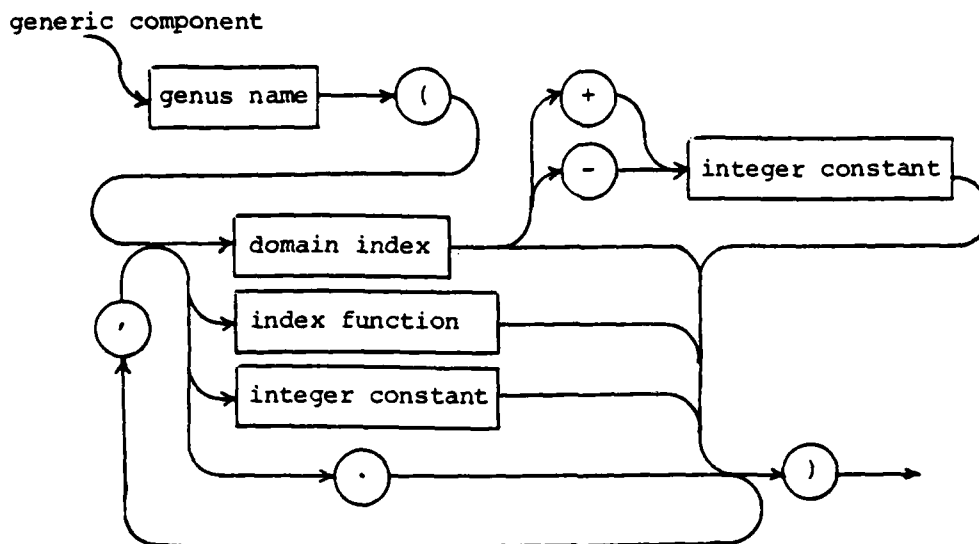 generic component
genus name
(
+
-
integer constant
domain index
,
index function
integer constant
.
)